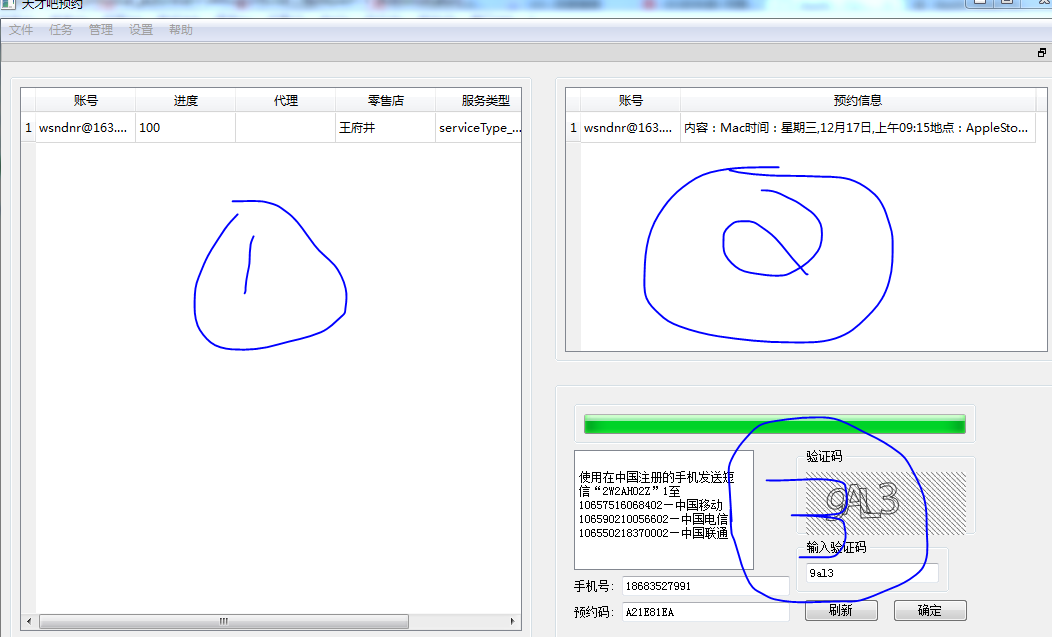 天才吧预约
文件 任务 管理 设置 帮助
账号 进度 代理 零售店 服务类型
1 wsndnr@163.... 100 王府井 serviceType_...
账号 预约信息
1 wsndnr@163.... 内容：Mac时间：星期三,12月17日,上午09:15地点：AppleSto...
1
2
使用在中国注册的手机发送短
信“2W2AH02Z”1至
10657516068402－中国移动
106590210056602－中国电信
106550218370002－中国联通
验证码
9AL3
3
输入验证码
9al3
手机号： 18683527991
预约码： A21E81EA
刷新 确定